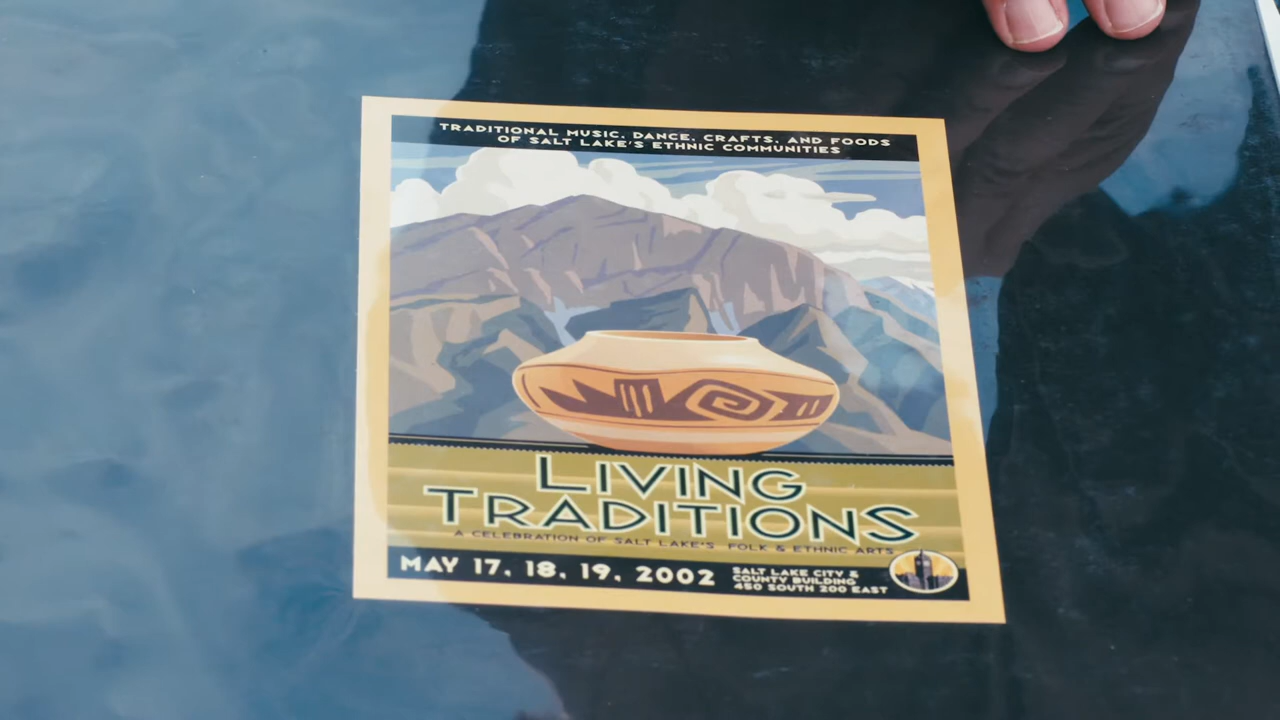 TRADITIONAL MUSIC, DANCE, CRAFTS, AND FOODS
OF SALT LAKE'S ETHNIC COMMUNITIES
LIVING
TRADITIONS
A CELEBRATION OF SALT LAKE'S FOLK & ETHNIC ARTS
MAY 17, 18, 19, 2002
SALT LAKE CITY &
COUNTY BUILDING
450 SOUTH 200 EAST